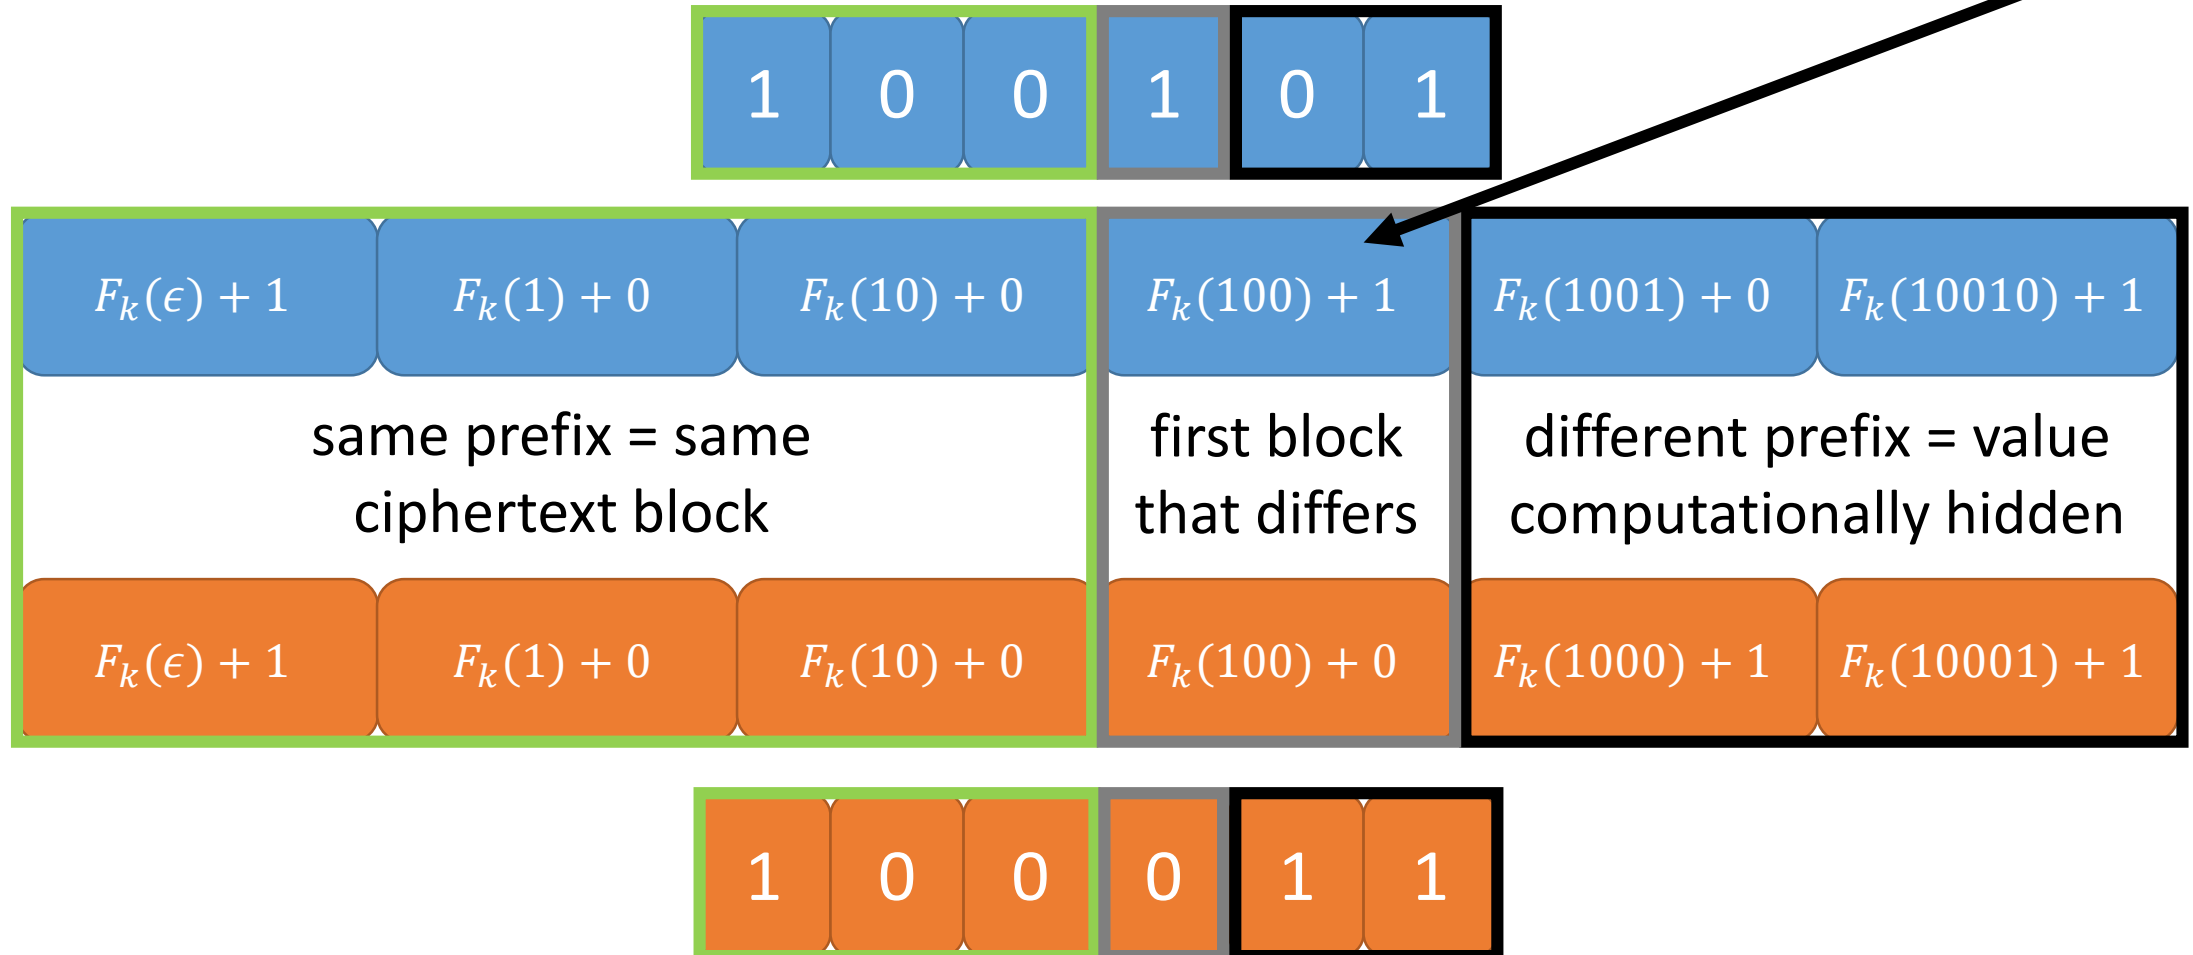 1 0 0 1 0 1
F_k(ϵ) + 1 F_k(1) + 0 F_k(10) + 0 F_k(100) + 1 F_k(1001) + 0 F_k(10010) + 1
same prefix = same
ciphertext block
first block
that differs
different prefix = value
computationally hidden
F_k(ϵ) + 1 F_k(1) + 0 F_k(10) + 0 F_k(100) + 0 F_k(1000) + 1 F_k(10001) + 1
1 0 0 0 1 1